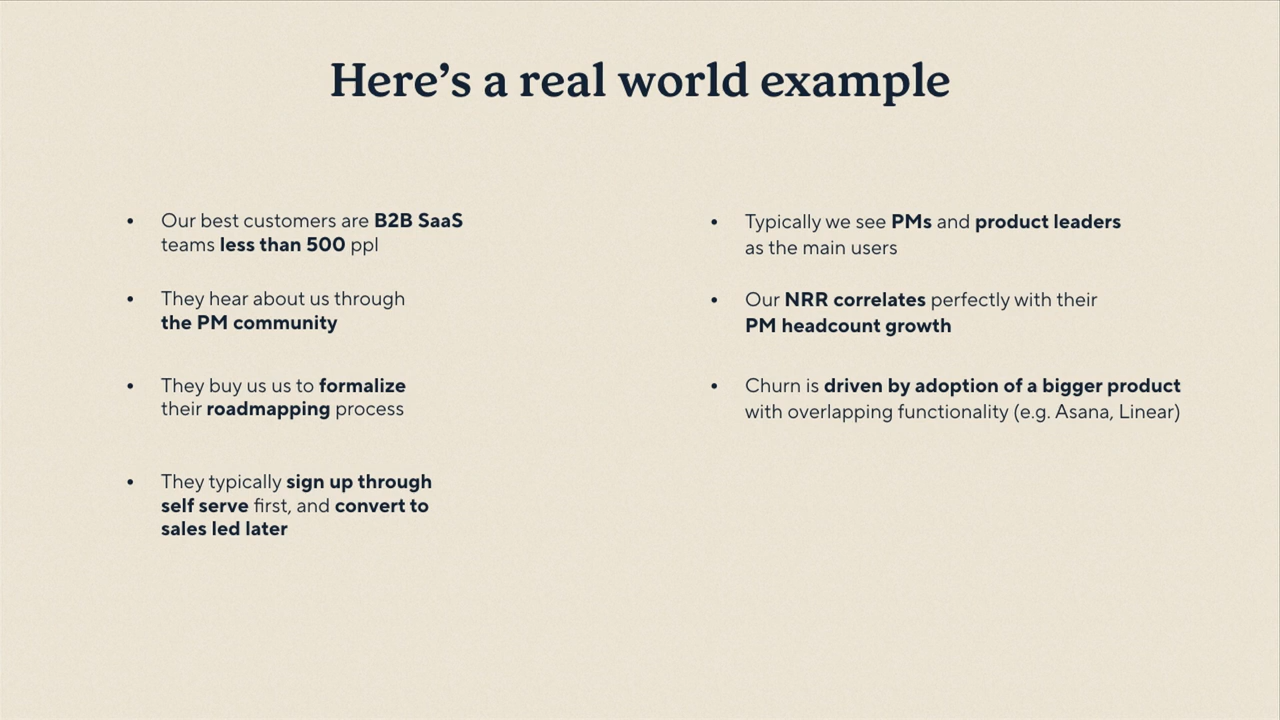 Here’s a real world example
Our best customers are B2B SaaS
teams less than 500 ppl
They hear about us through
the PM community
They buy us us to formalize
their roadmapping process
They typically sign up through
self serve first, and convert to
sales led later
Typically we see PMs and product leaders
as the main users
Our NRR correlates perfectly with their
PM headcount growth
Churn is driven by adoption of a bigger product
with overlapping functionality (e.g. Asana, Linear)